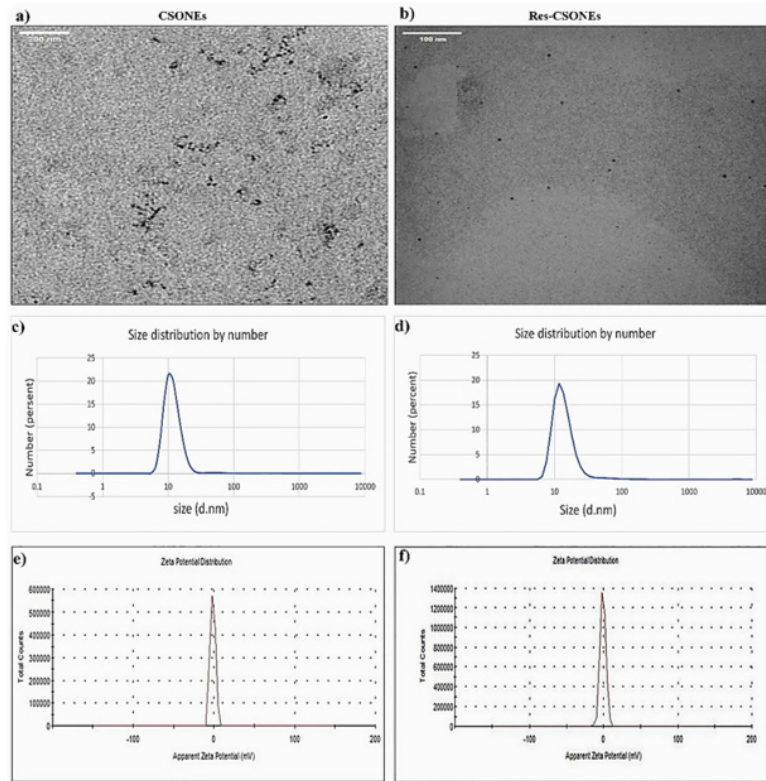 a) CSONEs
200 nm
b) Res-CSONEs
100 nm
c) Size distribution by number
Number (persent)
25
20
15
10
5
0
-5
0.1 1 10 100 1000 10000
size (d.nm)
d) Size distribution by number
Number (percent)
25
20
15
10
5
0
0.1 1 10 100 1000 10000
Size (d.nm)
e) Zeta Potential Distribution
Total Counts
600000
500000
400000
300000
200000
100000
0
-100 0 100 200
Apparent Zeta Potential (mV)
f) Zeta Potential Distribution
Total Counts
1400000
1200000
1000000
800000
600000
400000
200000
0
-100 0 100 200
Apparent Zeta Potential (mV)